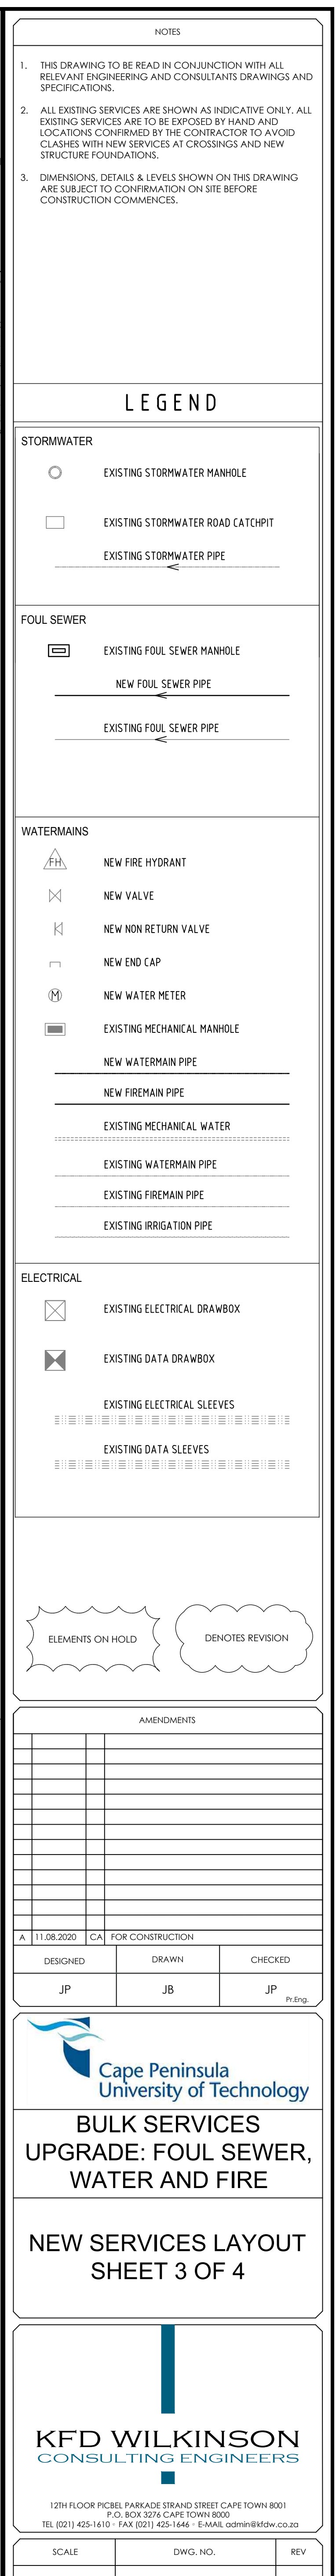 NOTES
1. THIS DRAWING TO BE READ IN CONJUNCTION WITH ALL
RELEVANT ENGINEERING AND CONSULTANTS DRAWINGS AND
SPECIFICATIONS.
2. ALL EXISTING SERVICES ARE SHOWN AS INDICATIVE ONLY. ALL
EXISTING SERVICES ARE TO BE EXPOSED BY HAND AND
LOCATIONS CONFIRMED BY THE CONTRACTOR TO AVOID
CLASHES WITH NEW SERVICES AT CROSSINGS AND NEW
STRUCTURE FOUNDATIONS.
3. DIMENSIONS, DETAILS & LEVELS SHOWN ON THIS DRAWING
ARE SUBJECT TO CONFIRMATION ON SITE BEFORE
CONSTRUCTION COMMENCES.
LEGEND
STORMWATER
EXISTING STORMWATER MANHOLE
EXISTING STORMWATER ROAD CATCHPIT
EXISTING STORMWATER PIPE
FOUL SEWER
EXISTING FOUL SEWER MANHOLE
NEW FOUL SEWER PIPE
EXISTING FOUL SEWER PIPE
WATERMAINS
FH NEW FIRE HYDRANT
NEW VALVE
NEW NON RETURN VALVE
NEW END CAP
M NEW WATER METER
EXISTING MECHANICAL MANHOLE
NEW WATERMAIN PIPE
NEW FIREMAIN PIPE
EXISTING MECHANICAL WATER
EXISTING WATERMAIN PIPE
EXISTING FIREMAIN PIPE
EXISTING IRRIGATION PIPE
ELECTRICAL
EXISTING ELECTRICAL DRAWBOX
EXISTING DATA DRAWBOX
EXISTING ELECTRICAL SLEEVES
EXISTING DATA SLEEVES
ELEMENTS ON HOLD DENOTES REVISION
AMENDMENTS
A 11.08.2020 CA FOR CONSTRUCTION
DESIGNED DRAWN CHECKED
JP JB JP
Pr.Eng.
Cape Peninsula
University of Technology
BULK SERVICES
UPGRADE: FOUL SEWER,
WATER AND FIRE
NEW SERVICES LAYOUT
SHEET 3 OF 4
KFD WILKINSON
CONSULTING ENGINEERS
12TH FLOOR PICBEL PARKADE STRAND STREET CAPE TOWN 8001
P.O. BOX 3276 CAPE TOWN 8000
TEL (021) 425-1610 • FAX (021) 425-1646 • E-MAIL admin@kfdw.co.za
SCALE DWG. NO. REV